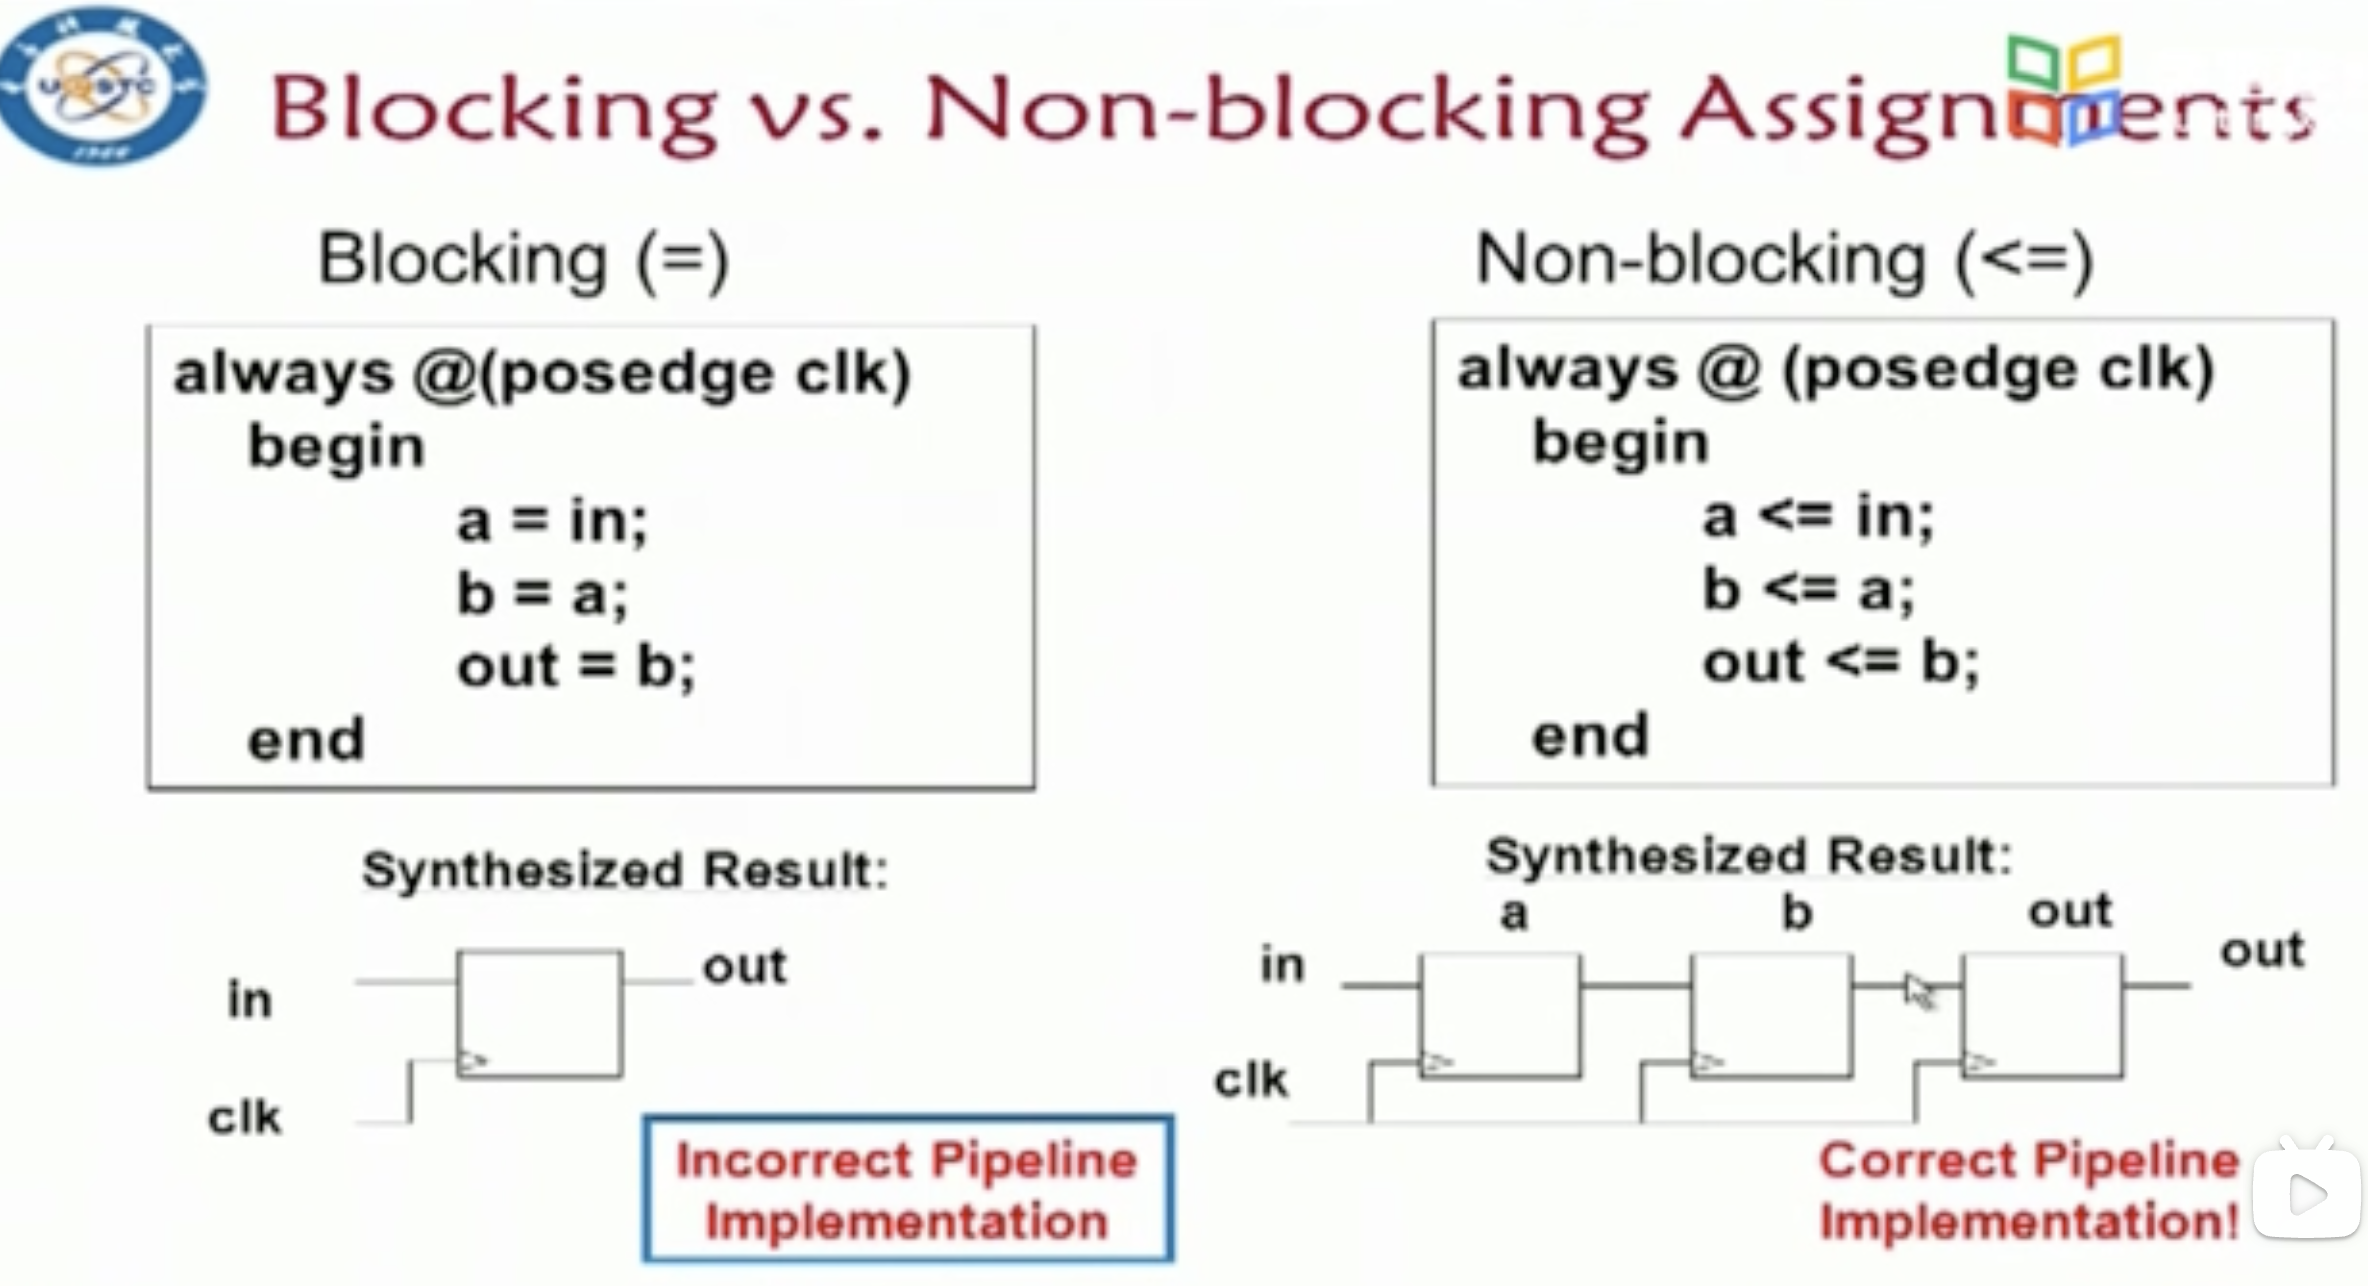 Blocking vs. Non-blocking Assignments
Blocking (=)
always @(posedge clk)
begin
a = in;
b = a;
out = b;
end
Synthesized Result:
in
out
clk
Incorrect Pipeline
Implementation
Non-blocking (<=)
always @ (posedge clk)
begin
a <= in;
b <= a;
out <= b;
end
Synthesized Result:
a b out
in
out
clk
Correct Pipeline
Implementation!